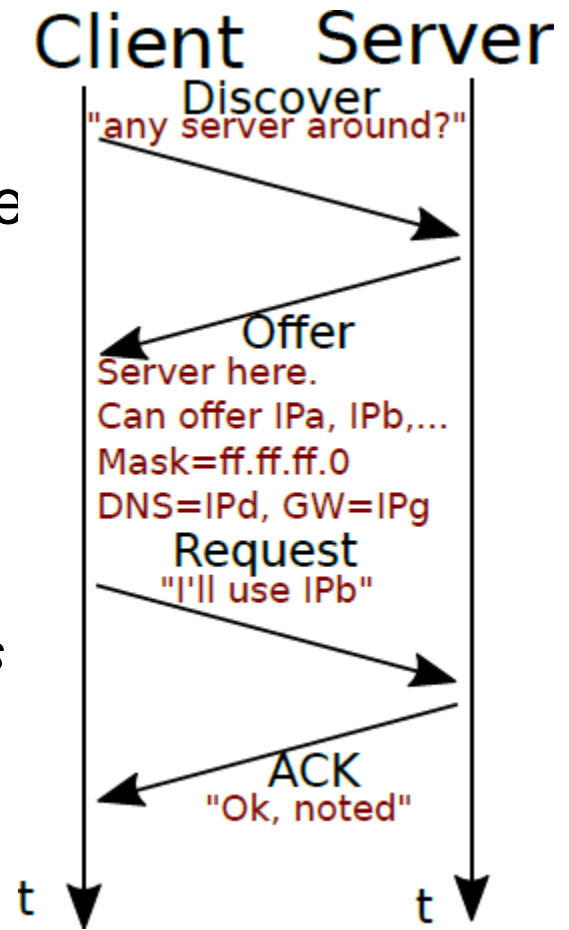 Client Server
Discover
"any server around?"
e
Offer
Server here.
Can offer IPa, IPb,...
Mask=ff.ff.ff.0
DNS=IPd, GW=IPg
Request
"I'll use IPb"
s
ACK
"Ok, noted"
t t